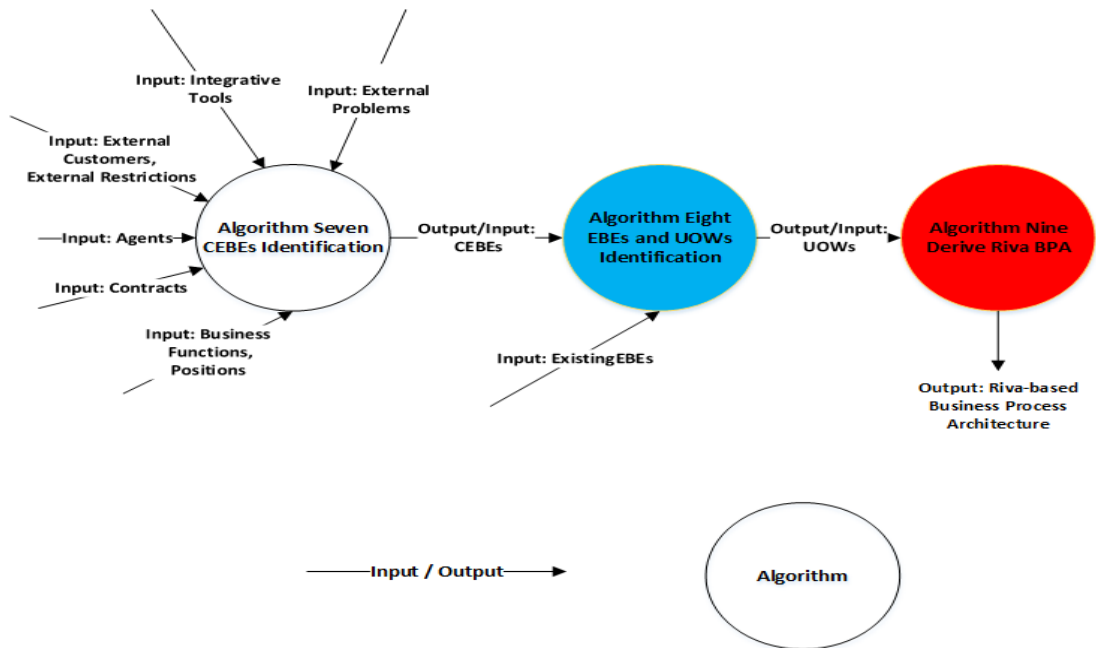 Input: Integrative
Tools
Input: External
Problems
Input: External
Customers,
External Restrictions
Input: Agents
Input: Contracts
Input: Business
Functions,
Positions
Algorithm Seven
CEBEs Identification
Output/Input:
CEBEs
Algorithm Eight
EBEs and UOWs
Identification
Input: ExistingEBEs
Output/Input:
UOWs
Algorithm Nine
Derive Riva BPA
Output: Riva-based
Business Process
Architecture
Input / Output
Algorithm